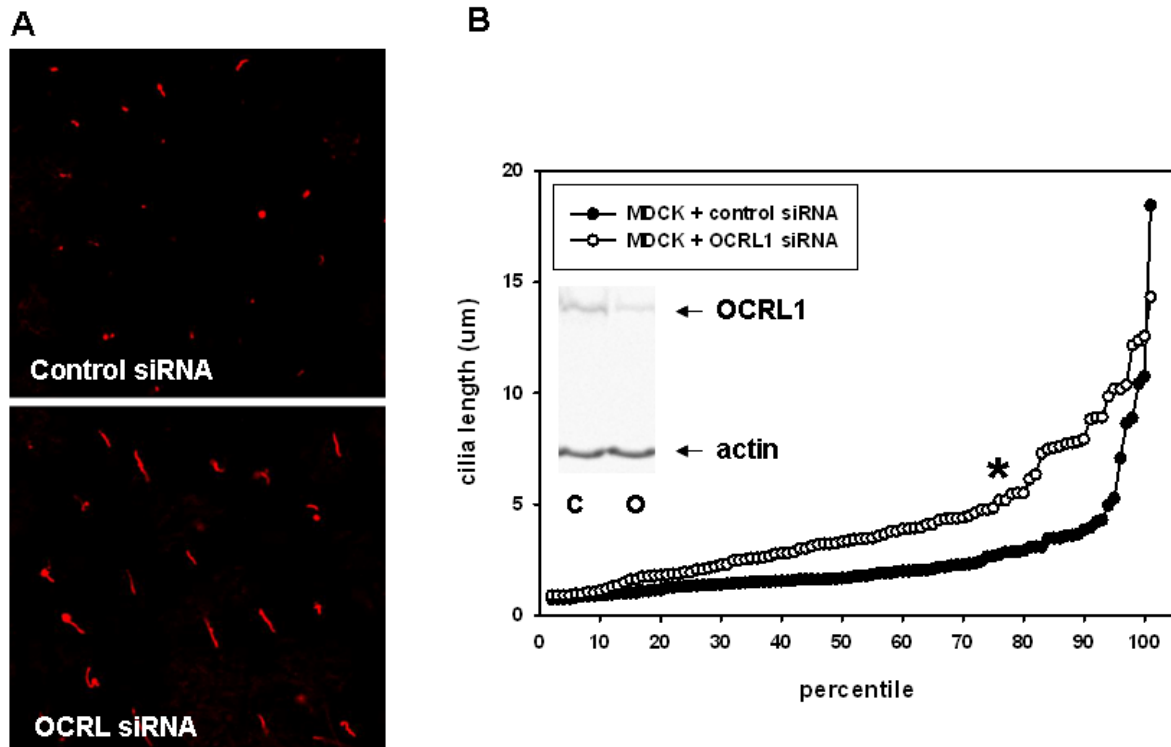 A
Control siRNA
OCRL siRNA
B
20
15
10
5
0
cilia length (um)
MDCK + control siRNA
MDCK + OCRL1 siRNA
OCRL1
actin
C O
*
0 10 20 30 40 50 60 70 80 90 100
percentile